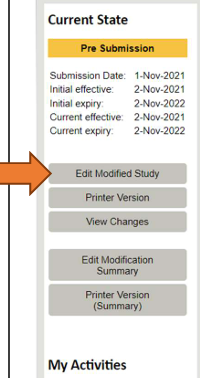 Current State
Pre Submission
Submission Date: 1-Nov-2021
Initial effective: 2-Nov-2021
Initial expiry: 2-Nov-2022
Current effective: 2-Nov-2021
Current expiry: 2-Nov-2022
Edit Modified Study
Printer Version
View Changes
Edit Modification
Summary
Printer Version
(Summary)
My Activities